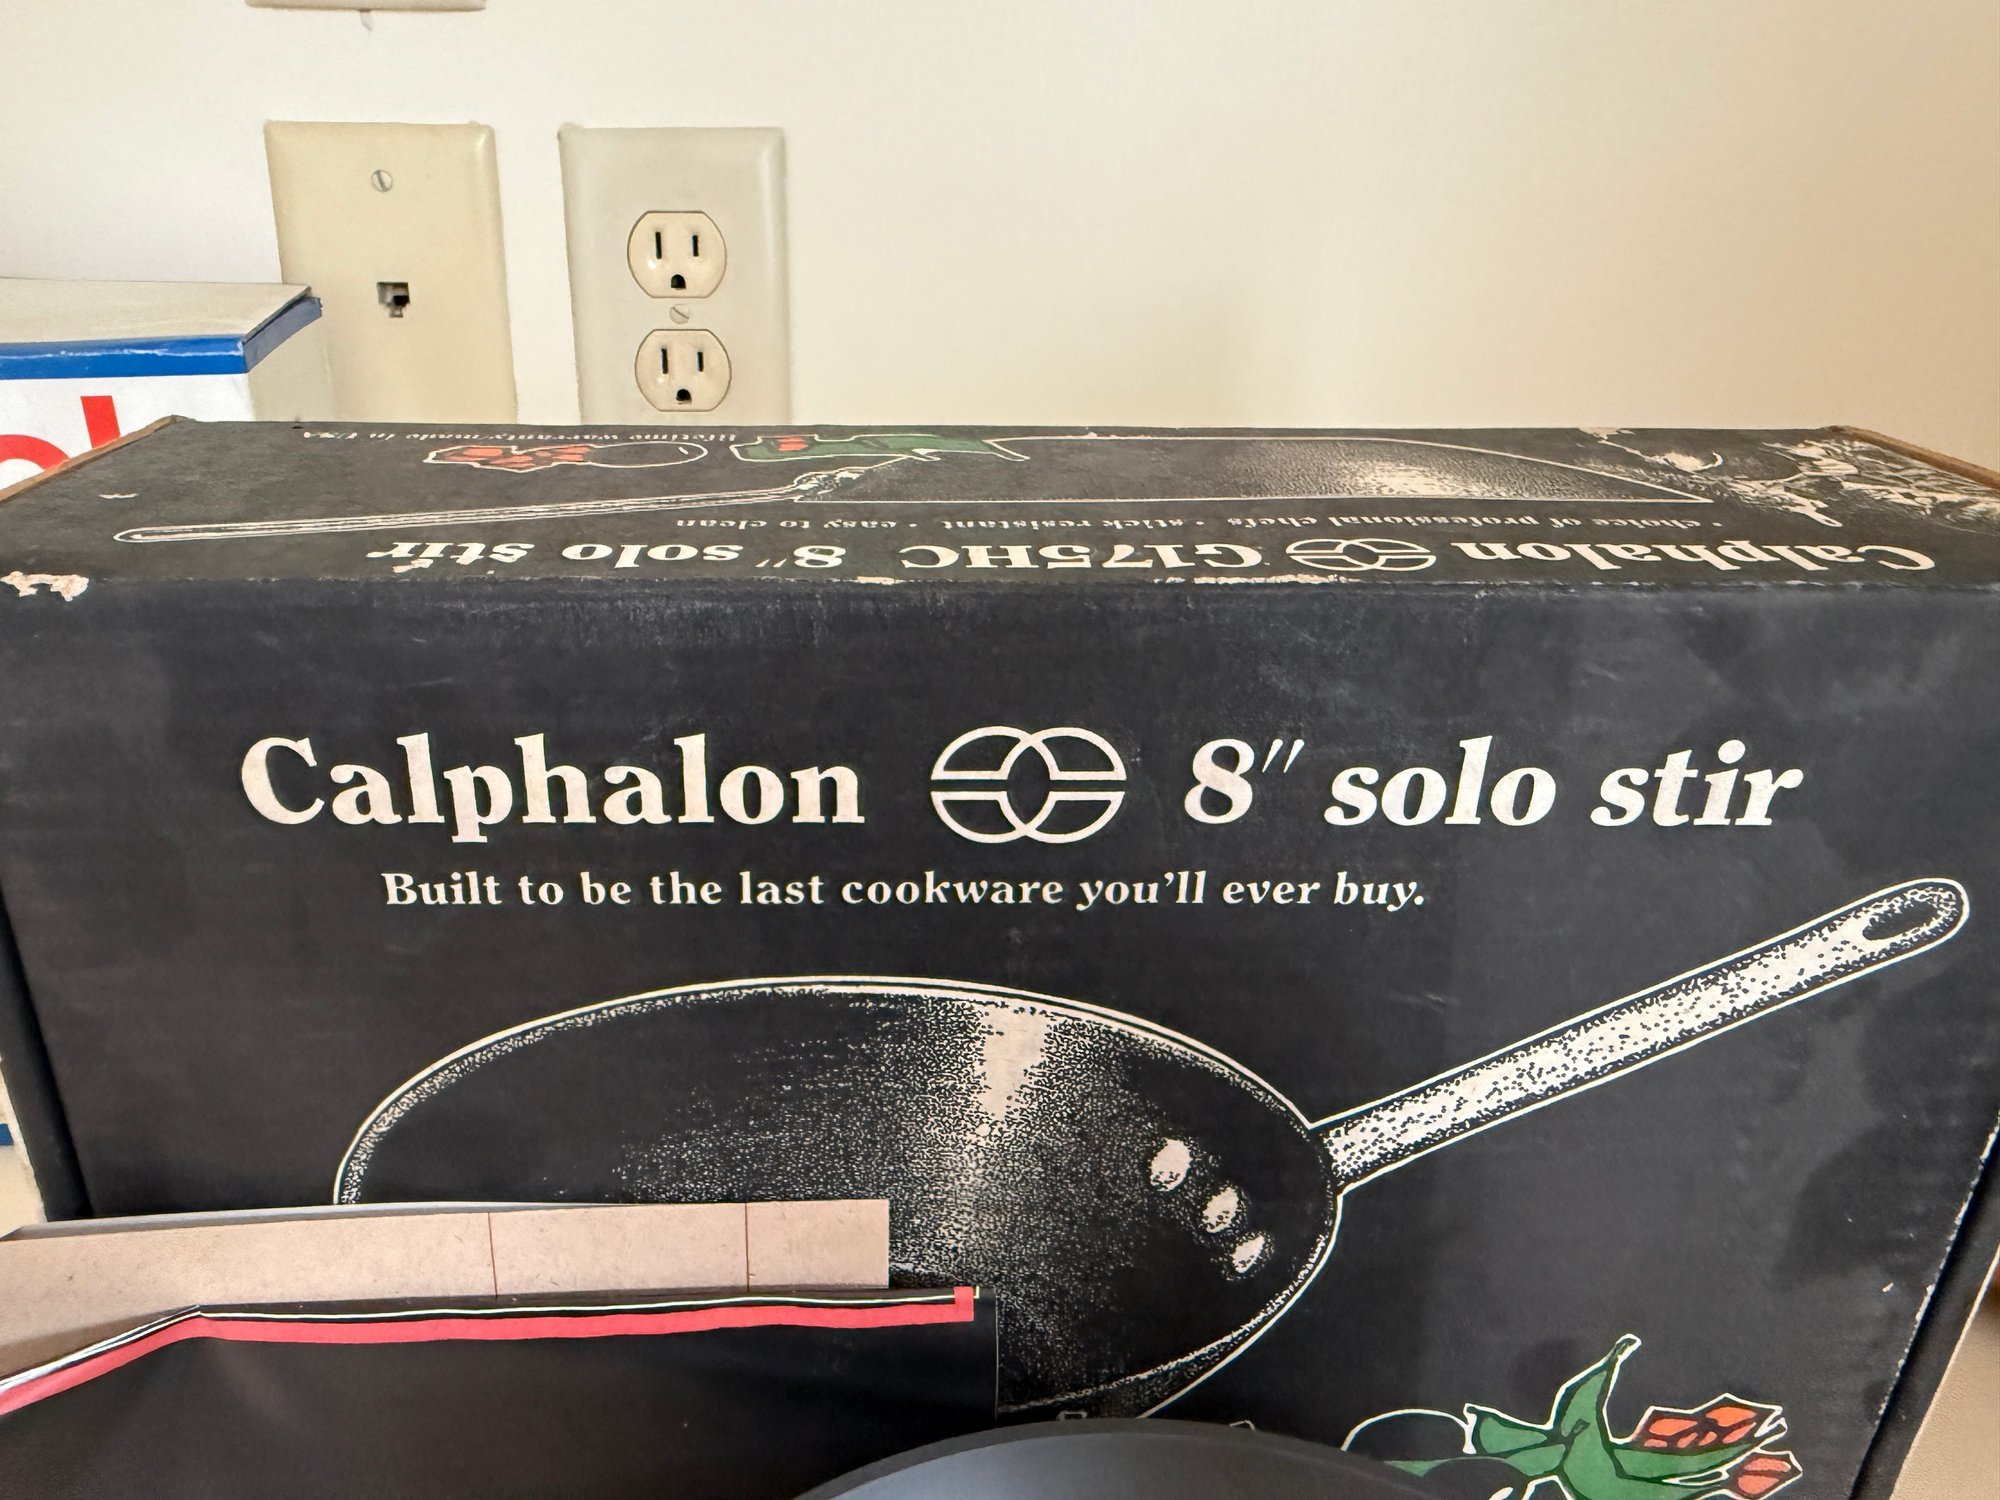 ol
lifetime warranty/made in USA
• choice of professional chefs • stick resistant • easy to clean
Calphalon G175HC 8" solo stir
Calphalon 8" solo stir
Built to be the last cookware you'll ever buy.